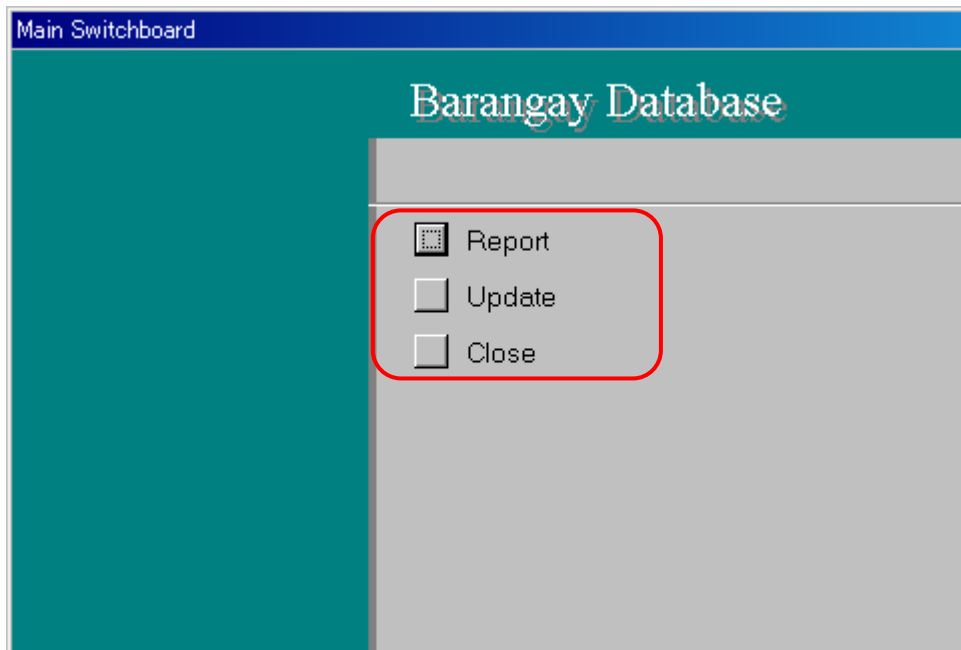 Main Switchboard
Barangay Database
Report
Update
Close